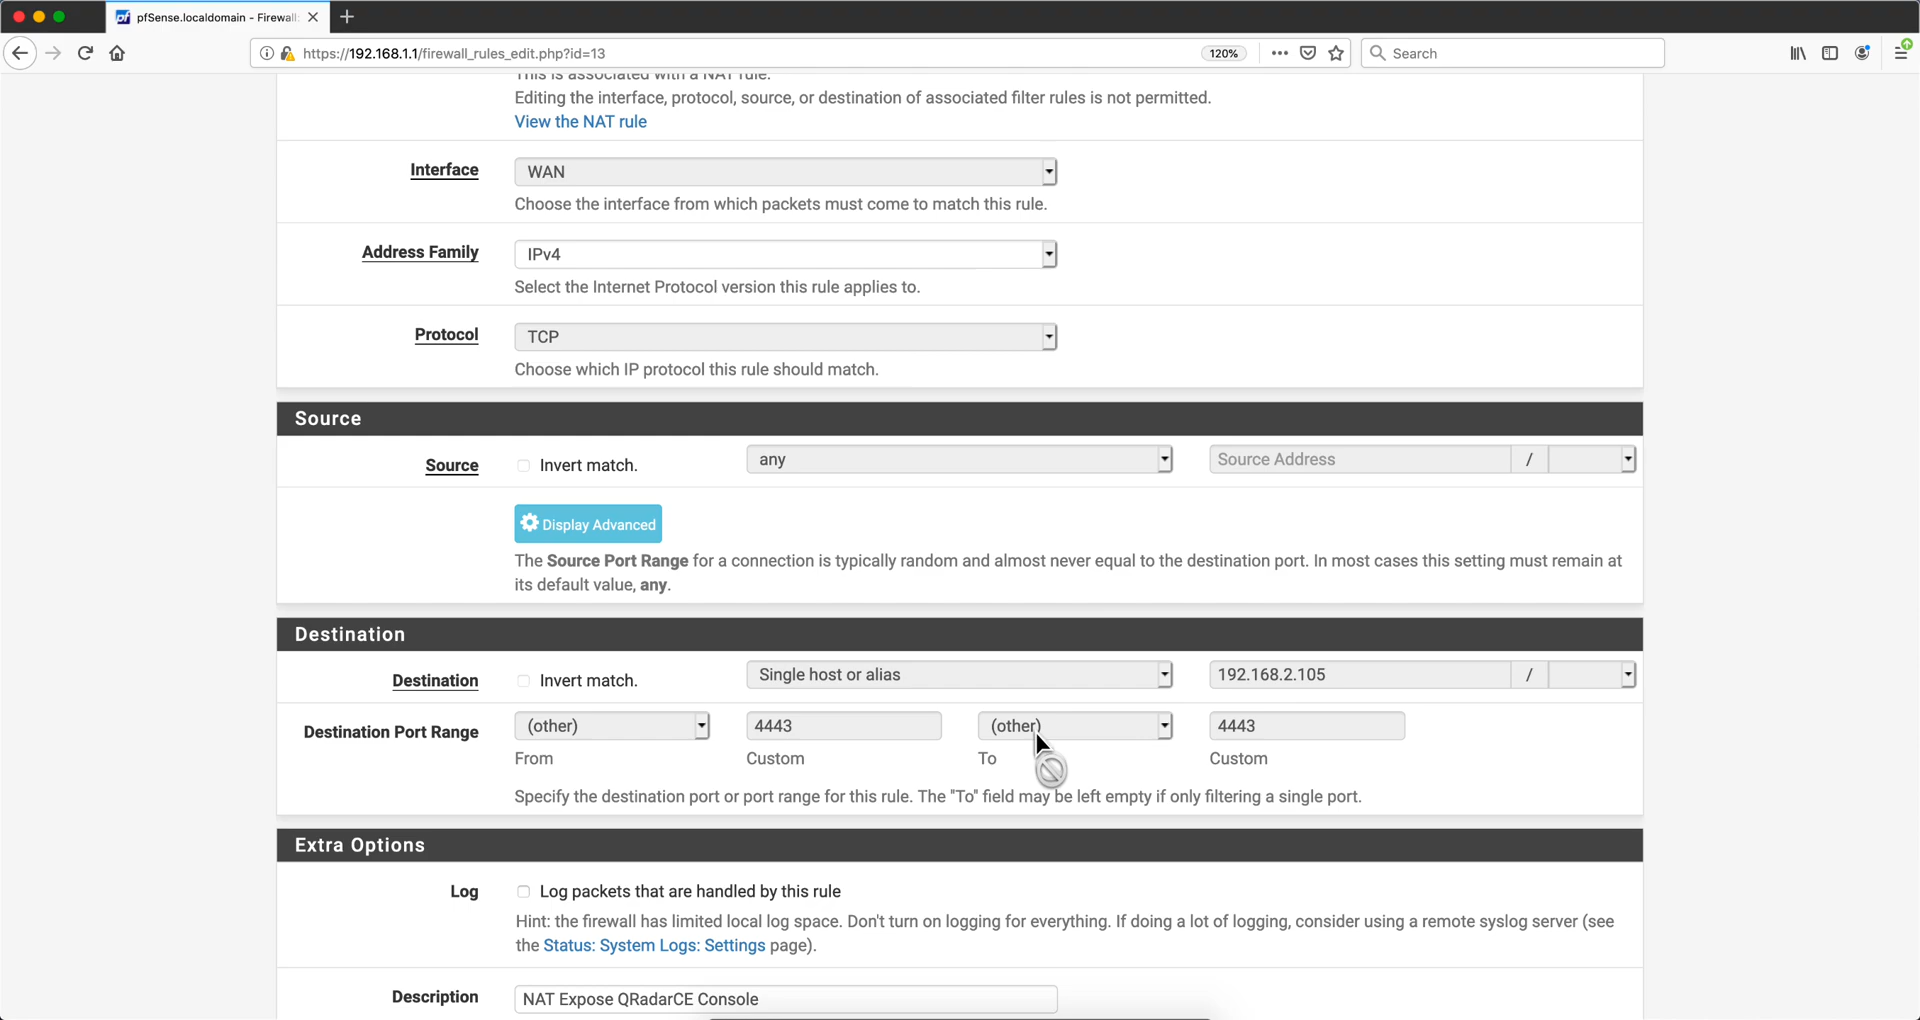 pfSense.localdomain - Firewall:
https://192.168.1.1/firewall_rules_edit.php?id=13
120%
Search
This is associated with a NAT rule.
Editing the interface, protocol, source, or destination of associated filter rules is not permitted.
View the NAT rule
Interface
WAN
Choose the interface from which packets must come to match this rule.
Address Family
IPv4
Select the Internet Protocol version this rule applies to.
Protocol
TCP
Choose which IP protocol this rule should match.
Source
Source Invert match. any Source Address /
Display Advanced
The Source Port Range for a connection is typically random and almost never equal to the destination port. In most cases this setting must remain at
its default value, any.
Destination
Destination Invert match. Single host or alias 192.168.2.105 /
Destination Port Range (other) 4443 (other) 4443
From Custom To Custom
Specify the destination port or port range for this rule. The "To" field may be left empty if only filtering a single port.
Extra Options
Log Log packets that are handled by this rule
Hint: the firewall has limited local log space. Don't turn on logging for everything. If doing a lot of logging, consider using a remote syslog server (see
the Status: System Logs: Settings page).
Description NAT Expose QRadarCE Console